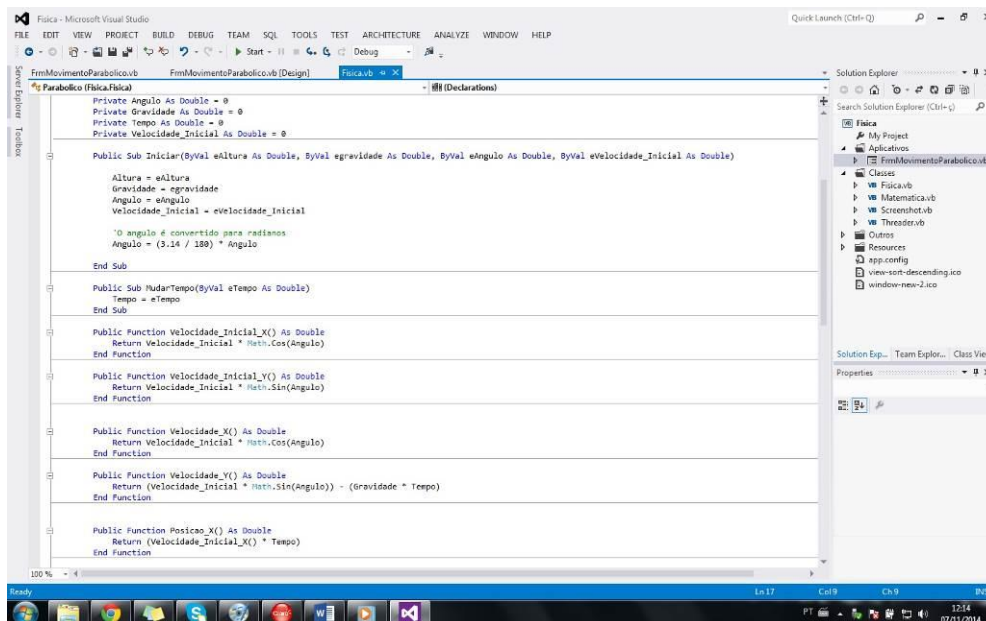 Fisica - Microsoft Visual Studio
Quick Launch (Ctrl+Q)
FILE EDIT VIEW PROJECT BUILD DEBUG TEAM SQL TOOLS TEST ARCHITECTURE ANALYZE WINDOW HELP
Start Debug
Server Explorer
Toolbox
FrmMovimentoParabolico.vb FrmMovimentoParabolico.vb [Design] Fisica.vb
Parabolico (Fisica.Fisica) (Declarations)
Private Angulo As Double = 0
Private Gravidade As Double = 0
Private Tempo As Double = 0
Private Velocidade_Inicial As Double = 0
Public Sub Iniciar(ByVal eAltura As Double, ByVal egravidade As Double, ByVal eAngulo As Double, ByVal eVelocidade_Inicial As Double)
Altura = eAltura
Gravidade = egravidade
Angulo = eAngulo
Velocidade_Inicial = eVelocidade_Inicial
'O angulo é convertido para radianos
Angulo = (3.14 / 180) * Angulo
End Sub
Public Sub MudarTempo(ByVal eTempo As Double)
Tempo = eTempo
End Sub
Public Function Velocidade_Inicial_X() As Double
Return Velocidade_Inicial * Math.Cos(Angulo)
End Function
Public Function Velocidade_Inicial_Y() As Double
Return Velocidade_Inicial * Math.Sin(Angulo)
End Function
Public Function Velocidade_X() As Double
Return Velocidade_Inicial * Math.Cos(Angulo)
End Function
Public Function Velocidade_Y() As Double
Return (Velocidade_Inicial * Math.Sin(Angulo)) - (Gravidade * Tempo)
End Function
Public Function Posicao_X() As Double
Return (Velocidade_Inicial_X() * Tempo)
End Function
100 %
Solution Explorer
Search Solution Explorer (Ctrl+ç)
Fisica
My Project
Aplicativos
FrmMovimentoParabolico.vb
Classes
Fisica.vb
Matematica.vb
Screenshot.vb
Threader.vb
Outros
Resources
app.config
view-sort-descending.ico
window-new-2.ico
Solution Exp... Team Explor... Class Vie
Properties
Ready Ln 17 Col 9 Ch 9 INS
PT 12:14
07/11/2014